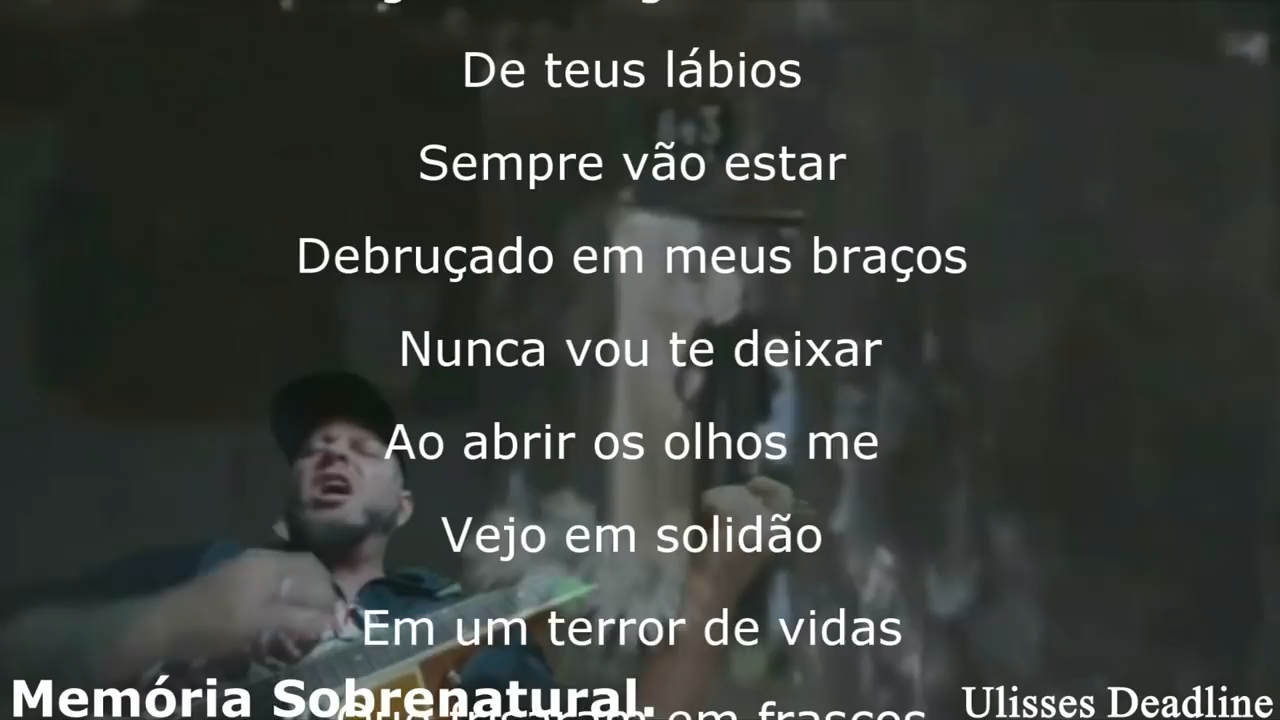 De teus lábios
Sempre vão estar
Debruçado em meus braços
Nunca vou te deixar
Ao abrir os olhos me
Vejo em solidão
Em um terror de vidas
Memória Sobrenatural.
em frascos
Ulisses Deadline